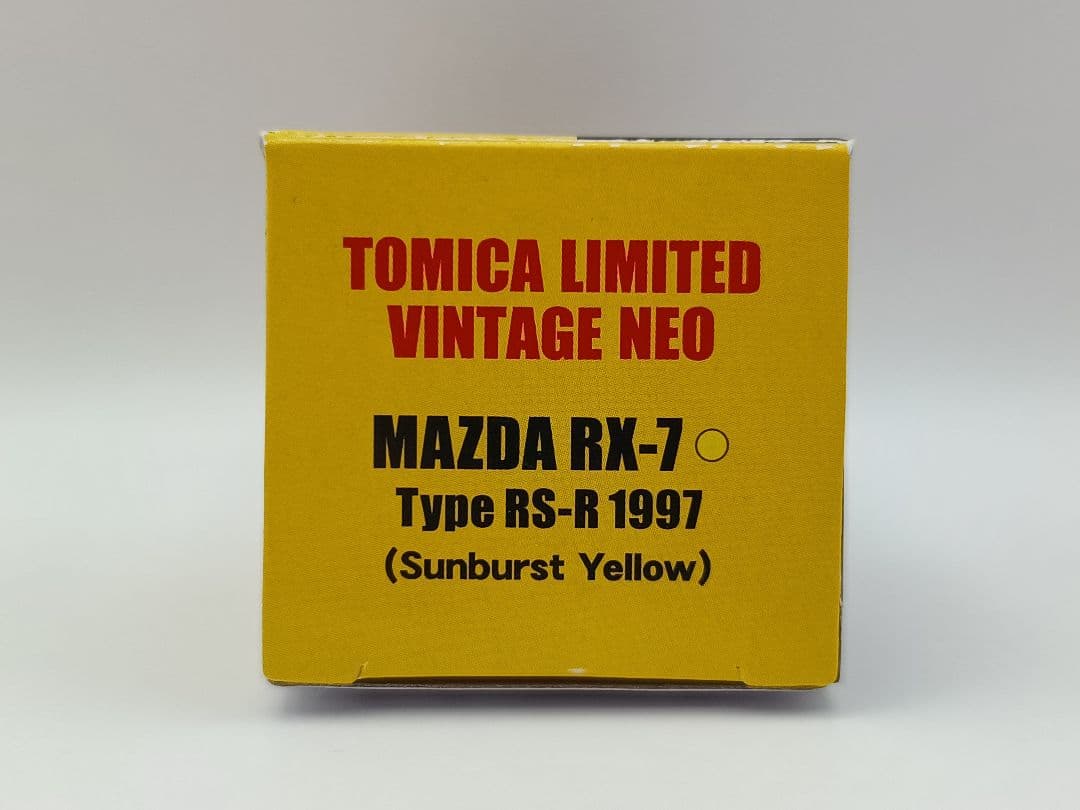 TOMICA LIMITED
VINTAGE NEO
MAZDA RX-7
Type RS-R 1997
(Sunburst Yellow)